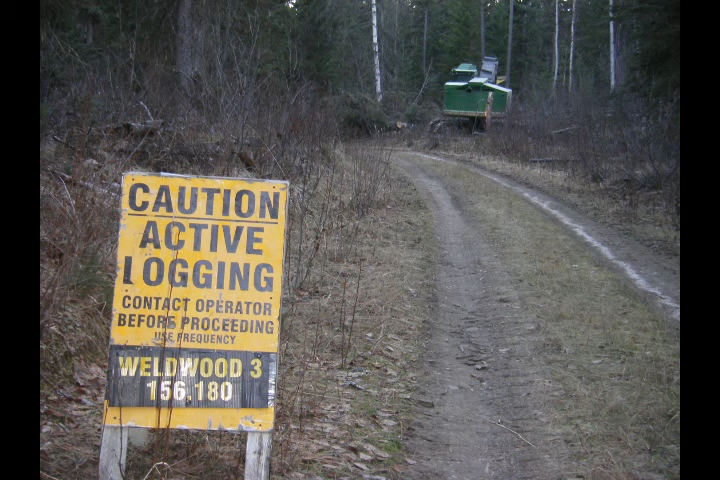 CAUTION
ACTIVE
LOGGING
CONTACT OPERATOR
BEFORE PROCEEDING
USE FREQUENCY
WELDWOOD 3
156,180